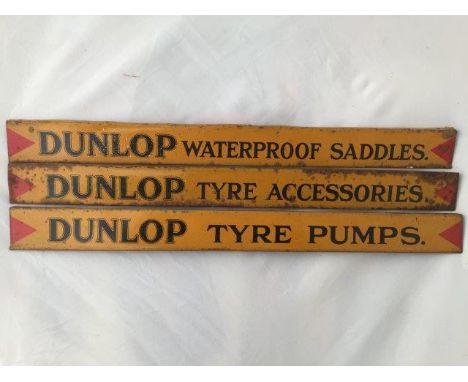 DUNLOP WATERPROOF SADDLES.
DUNLOP TYRE ACCESSORIES.
DUNLOP TYRE PUMPS.